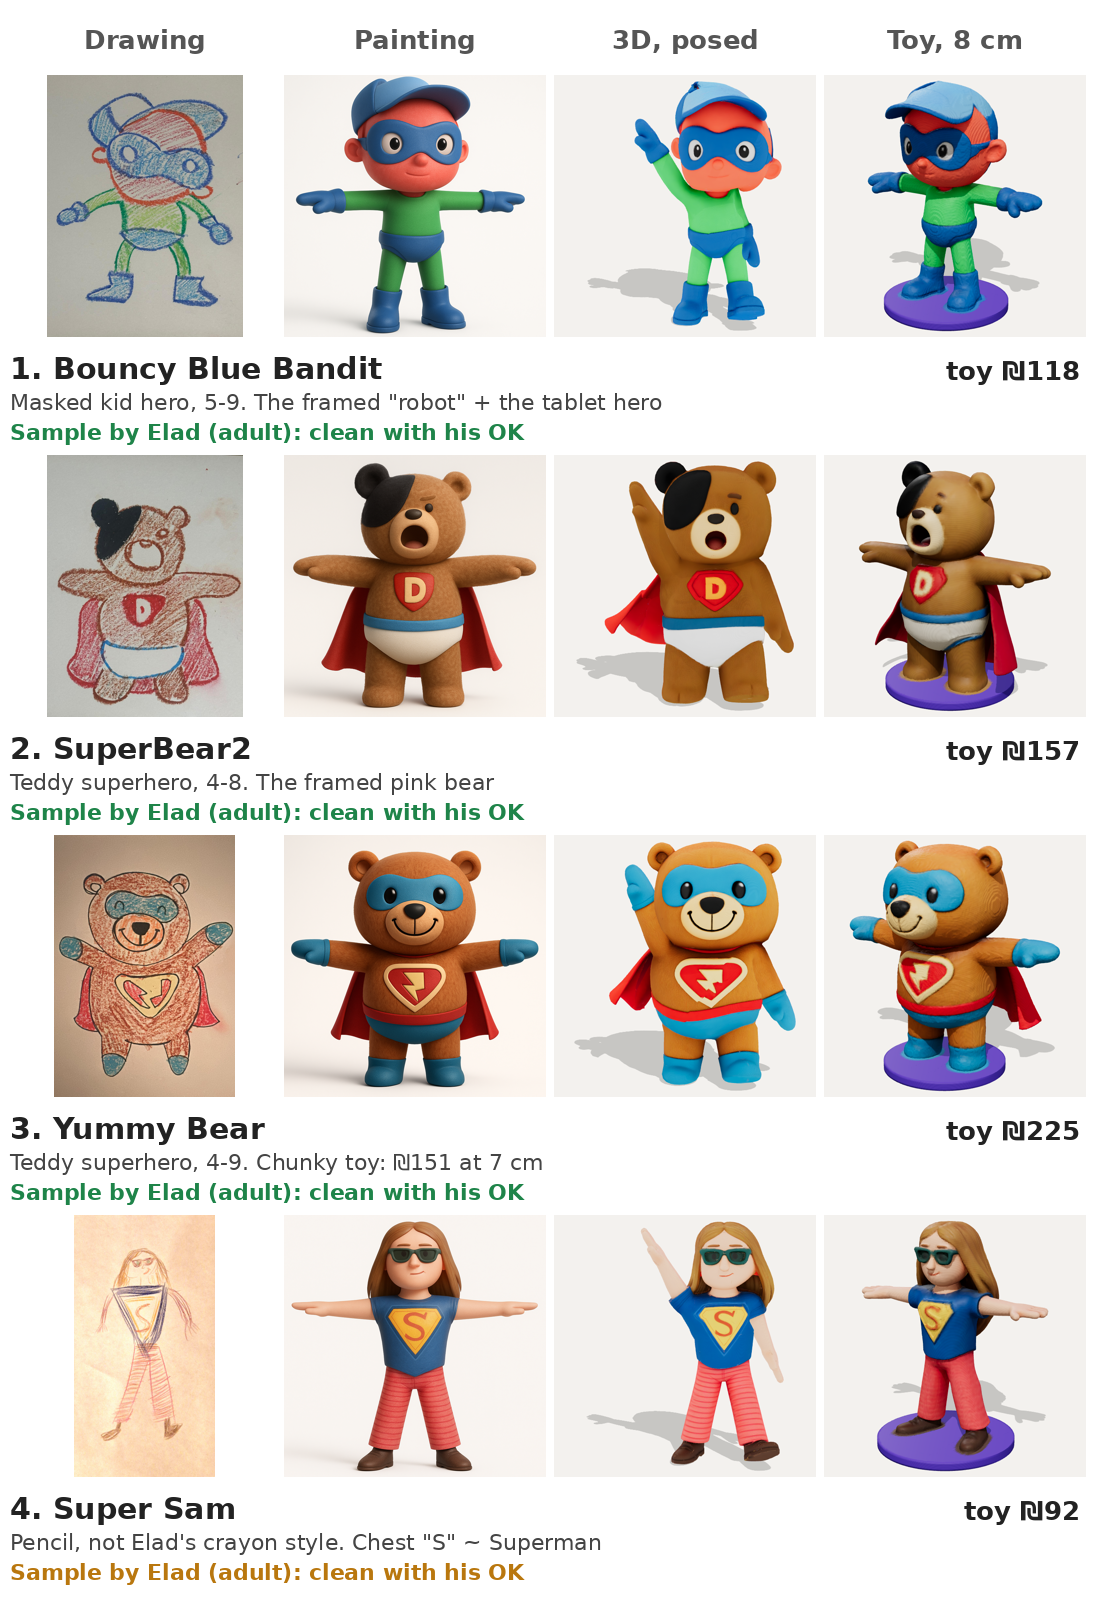 Drawing Painting 3D, posed Toy, 8 cm
D D D D
1. Bouncy Blue Bandit toy ₪118
Masked kid hero, 5-9. The framed "robot" + the tablet hero
Sample by Elad (adult): clean with his OK
2. SuperBear2 toy ₪157
Teddy superhero, 4-8. The framed pink bear
Sample by Elad (adult): clean with his OK
3. Yummy Bear toy ₪225
Teddy superhero, 4-9. Chunky toy: ₪151 at 7 cm
Sample by Elad (adult): clean with his OK
S S S S
4. Super Sam toy ₪92
Pencil, not Elad's crayon style. Chest "S" ~ Superman
Sample by Elad (adult): clean with his OK